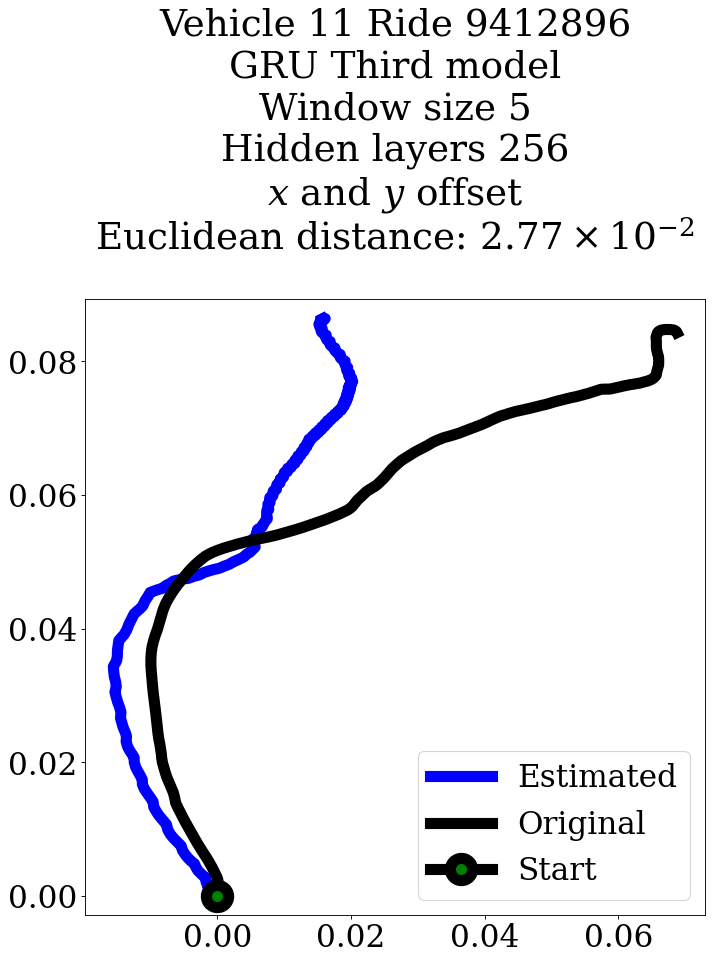 Vehicle 11 Ride 9412896
GRU Third model
Window size 5
Hidden layers 256
x and y offset
Euclidean distance: 2.77 × 10⁻²
0.08
0.06
0.04
0.02
0.00
Estimated
Original
Start
0.00 0.02 0.04 0.06